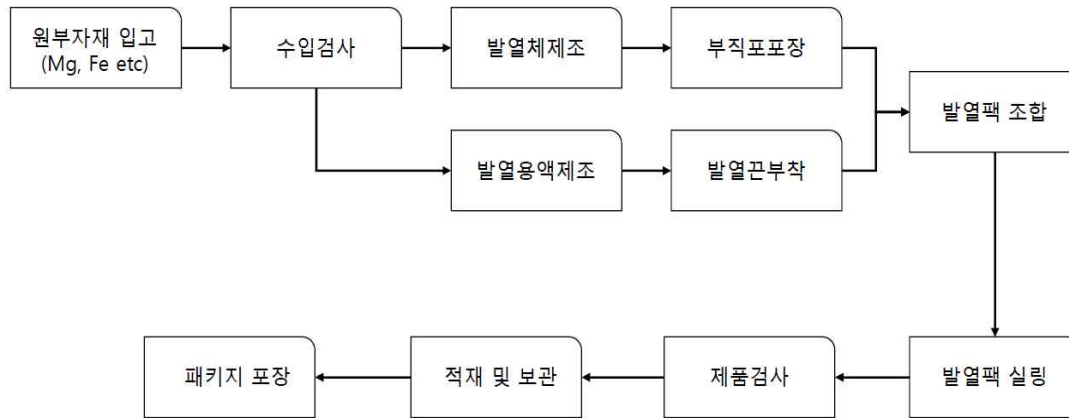 원부자재 입고
(Mg, Fe etc)
수입검사
발열체제조
부직포포장
발열팩 조합
발열용액제조
발열끈부착
패키지 포장
적재 및 보관
제품검사
발열팩 실링